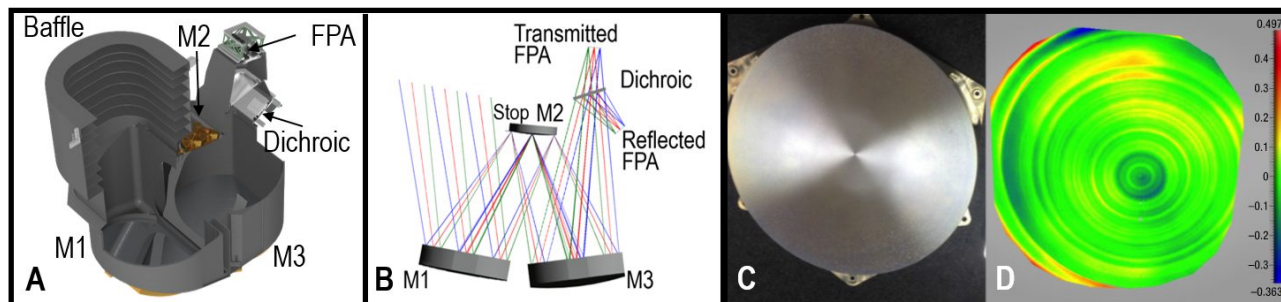 Baffle
M2
FPA
Dichroic
M1
M3
A
Transmitted
FPA
Dichroic
Stop M2
Reflected
FPA
M1
M3
B
C
0.497
0.4
0.3
0.2
0.1
0
−0.1
−0.3
−0.2
−0.363
D